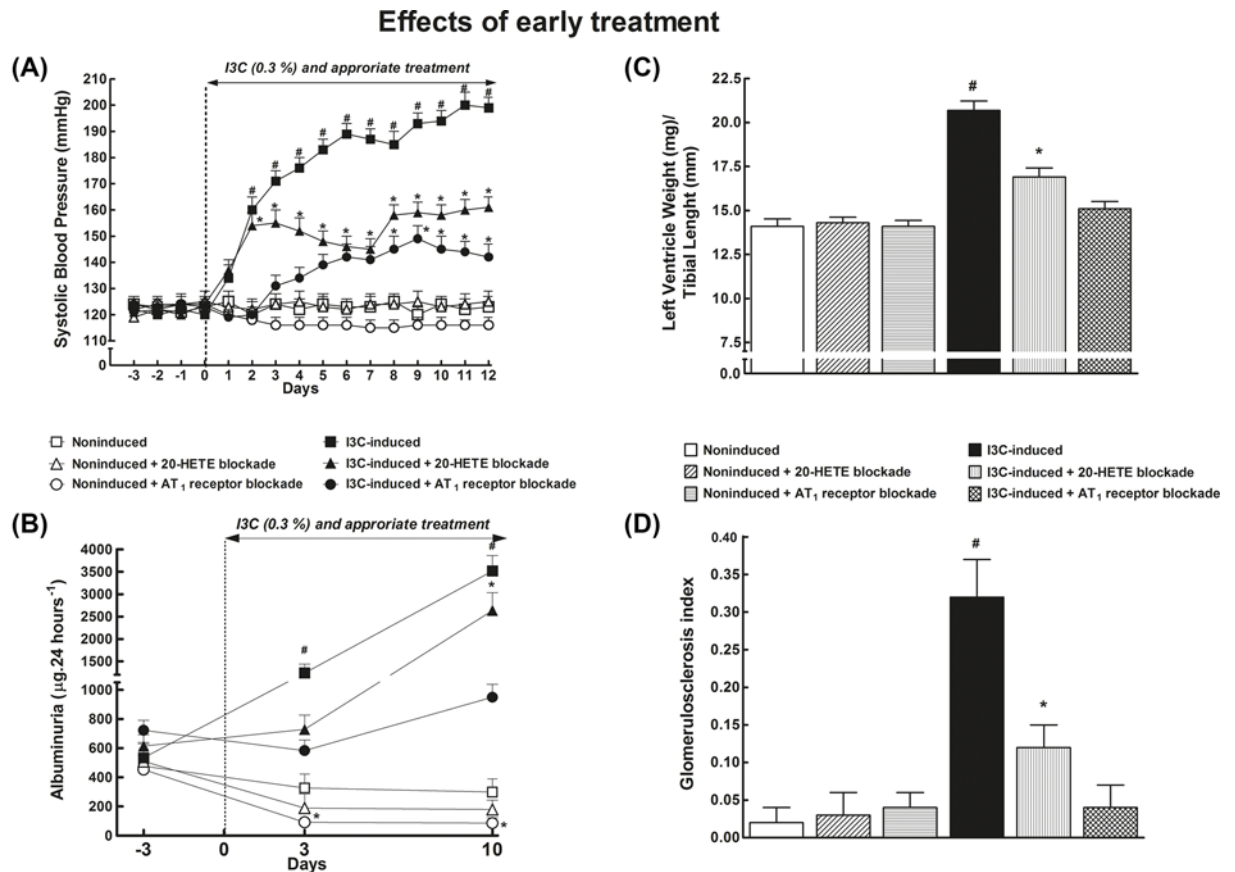 Effects of early treatment
(A)
I3C (0.3 %) and approriate treatment
Systolic Blood Pressure (mmHg)
210
200
190
180
170
160
150
140
130
120
110
0
# # # # # # # # # # #
* * * * * * * * * * *
* * * * *
-3 -2 -1 0 1 2 3 4 5 6 7 8 9 10 11 12
Days
(C)
Left Ventricle Weight (mg)/
Tibial Lenght (mm)
22.5
20.0
17.5
15.0
12.5
10.0
7.5
0.0
#
*
Noninduced
Noninduced + 20-HETE blockade
Noninduced + AT1 receptor blockade
I3C-induced
I3C-induced + 20-HETE blockade
I3C-induced + AT1 receptor blockade
Noninduced
Noninduced + 20-HETE blockade
Noninduced + AT1 receptor blockade
I3C-induced
I3C-induced + 20-HETE blockade
I3C-induced + AT1 receptor blockade
(B)
I3C (0.3 %) and approriate treatment
Albuminuria (µg.24 hours-1)
4000
3500
3000
2500
2000
1500
1000
800
600
400
200
0
#
#
*
*
*
-3 0 3 10
Days
(D)
Glomerulosclerosis index
0.40
0.35
0.30
0.25
0.20
0.15
0.10
0.05
0.00
#
*